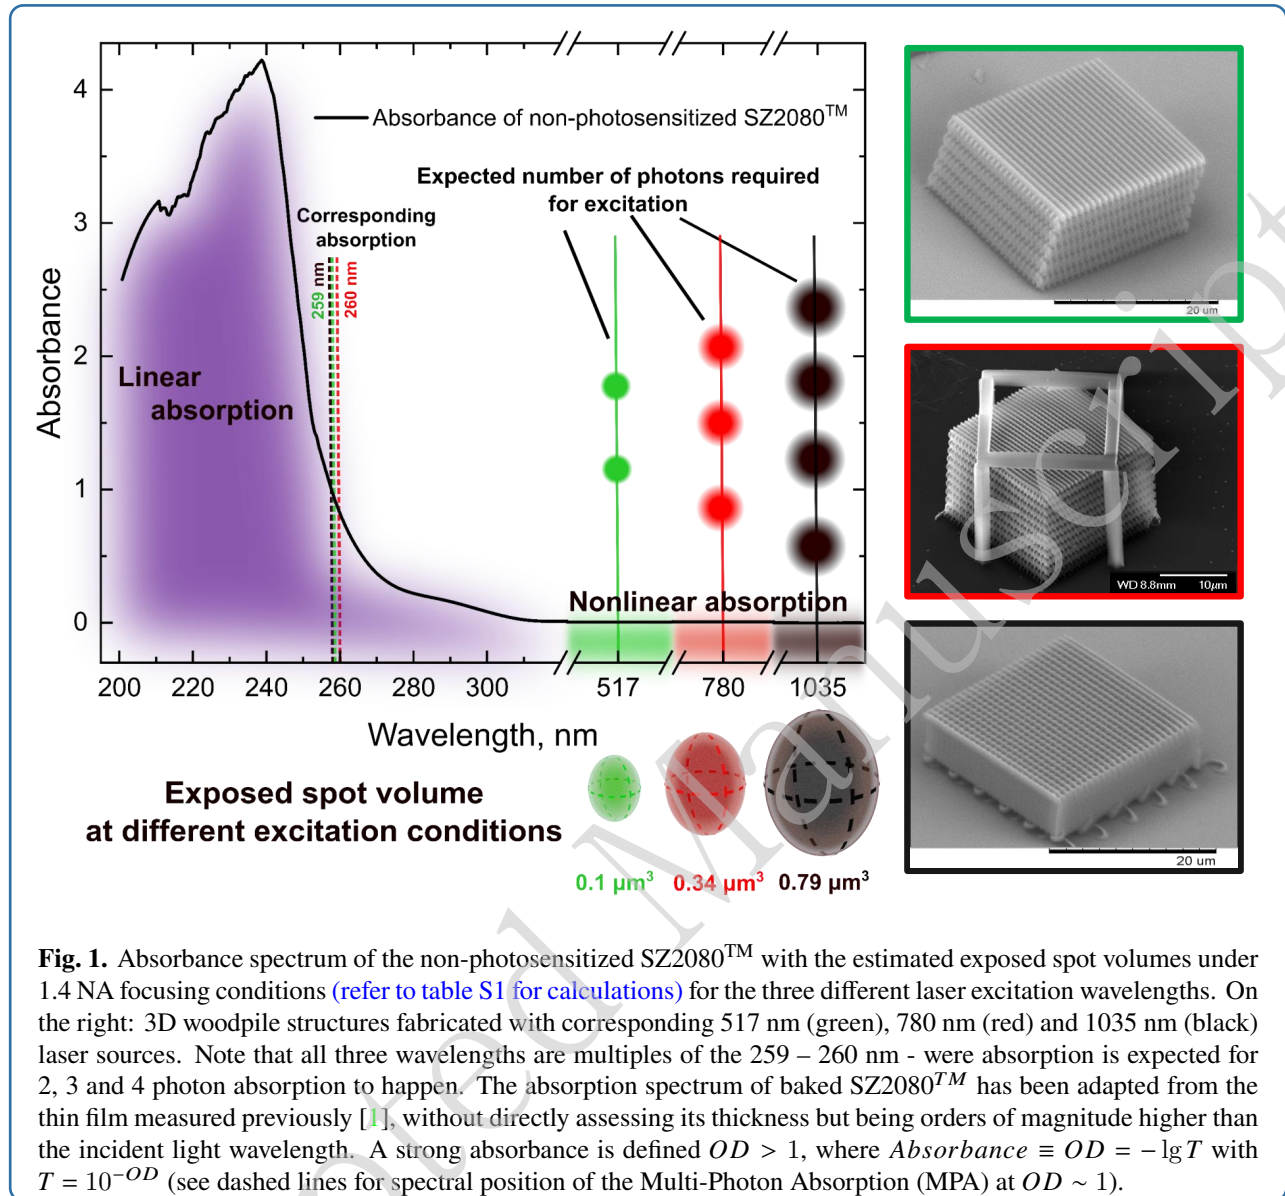 4
3
2
1
0
Absorbance
Absorbance of non-photosensitized SZ2080TM
Expected number of photons required
for excitation
Corresponding
absorption
259 nm
260 nm
Linear
absorption
Nonlinear absorption
200 220 240 260 280 300 517 780 1035
Wavelength, nm
Exposed spot volume
at different excitation conditions
0.1 µm³ 0.34 µm³ 0.79 µm³
20 um
WD 8.8mm 10µm
20 um
Fig. 1. Absorbance spectrum of the non-photosensitized SZ2080TM with the estimated exposed spot volumes under
1.4 NA focusing conditions (refer to table S1 for calculations) for the three different laser excitation wavelengths. On
the right: 3D woodpile structures fabricated with corresponding 517 nm (green), 780 nm (red) and 1035 nm (black)
laser sources. Note that all three wavelengths are multiples of the 259 – 260 nm - were absorption is expected for
2, 3 and 4 photon absorption to happen. The absorption spectrum of baked SZ2080TM has been adapted from the
thin film measured previously [1], without directly assessing its thickness but being orders of magnitude higher than
the incident light wavelength. A strong absorbance is defined OD > 1, where Absorbance ≡ OD = − lg T with
T = 10^−OD (see dashed lines for spectral position of the Multi-Photon Absorption (MPA) at OD ∼ 1).
pted Manuscript